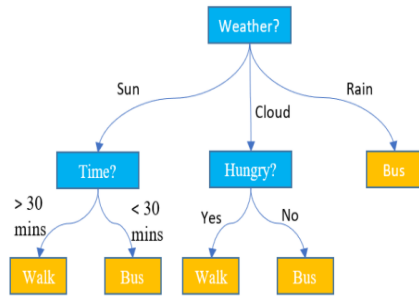 Weather?
Sun
Cloud
Rain
Time?
Hungry?
Bus
> 30
mins
< 30
mins
Yes
No
Walk
Bus
Walk
Bus